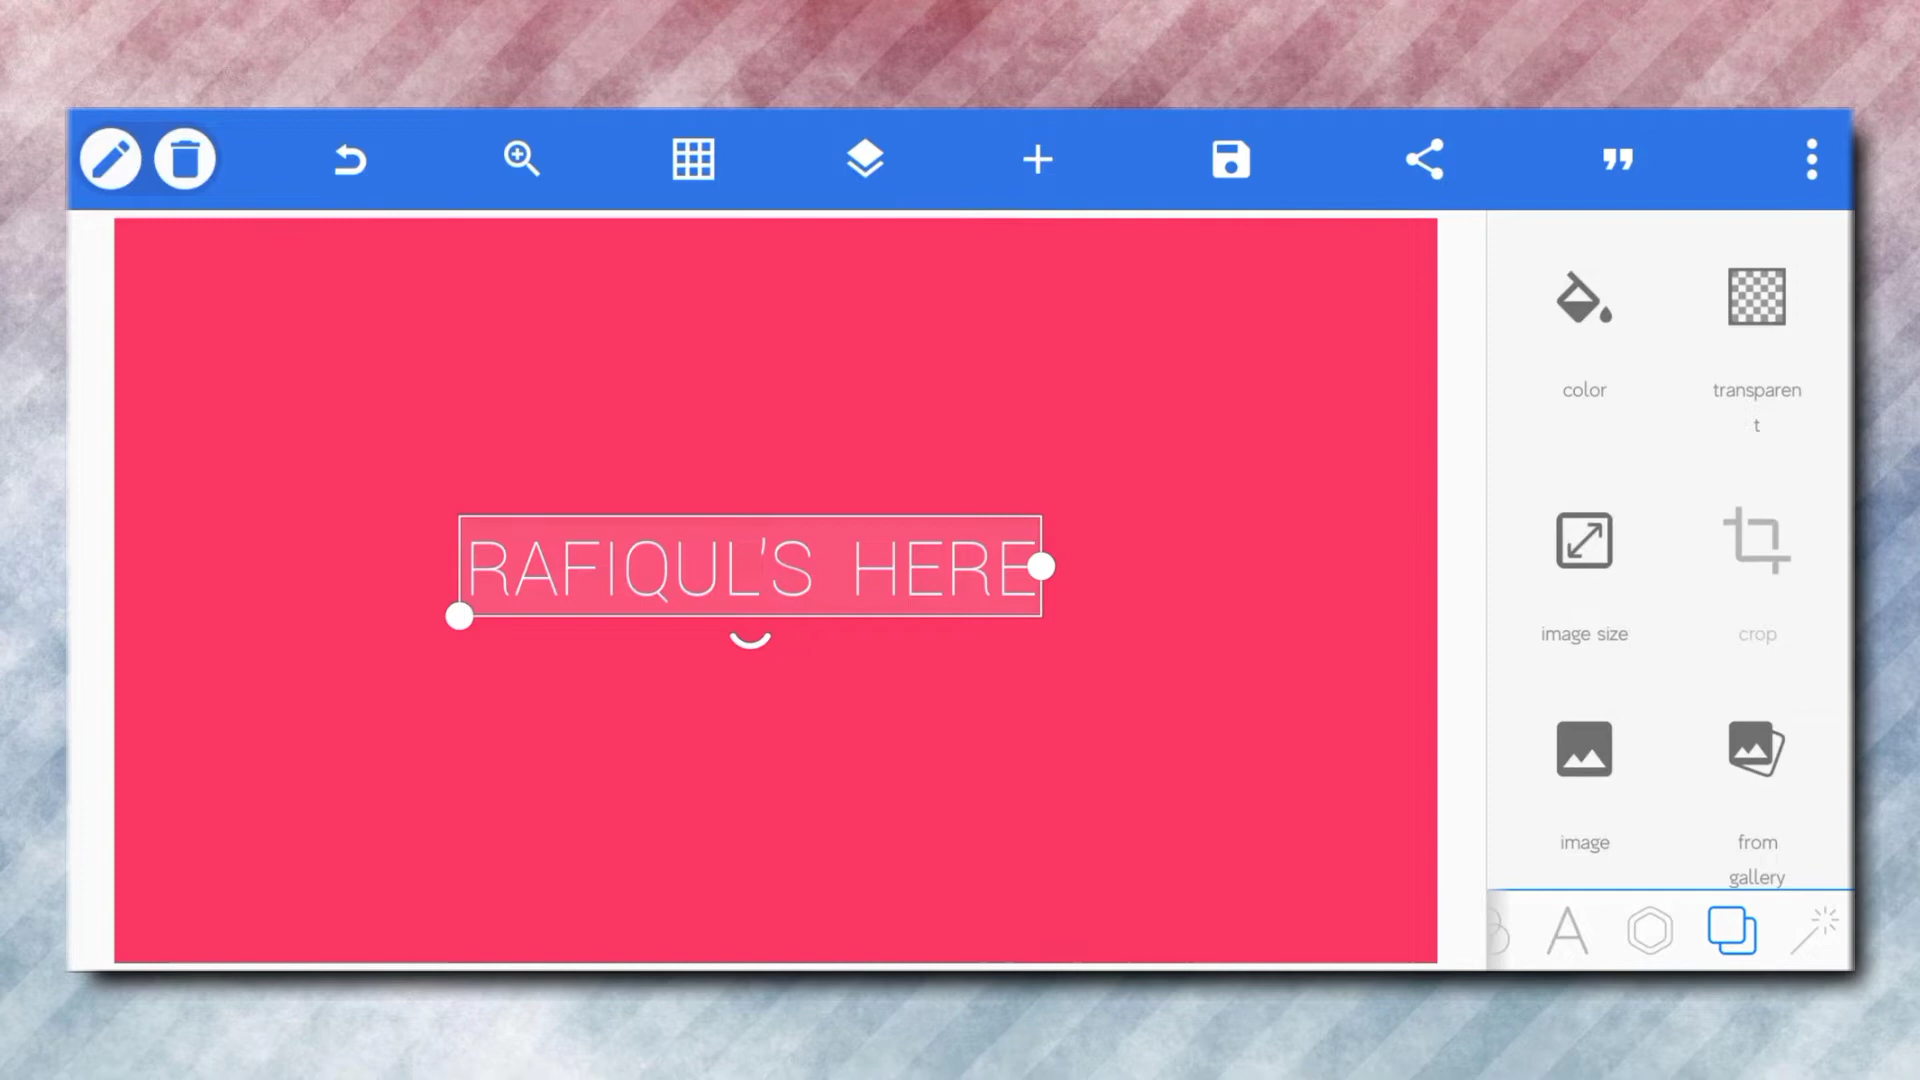 RAFIQUL'S HERE
color
transparen
t
image size
crop
image
from
gallery